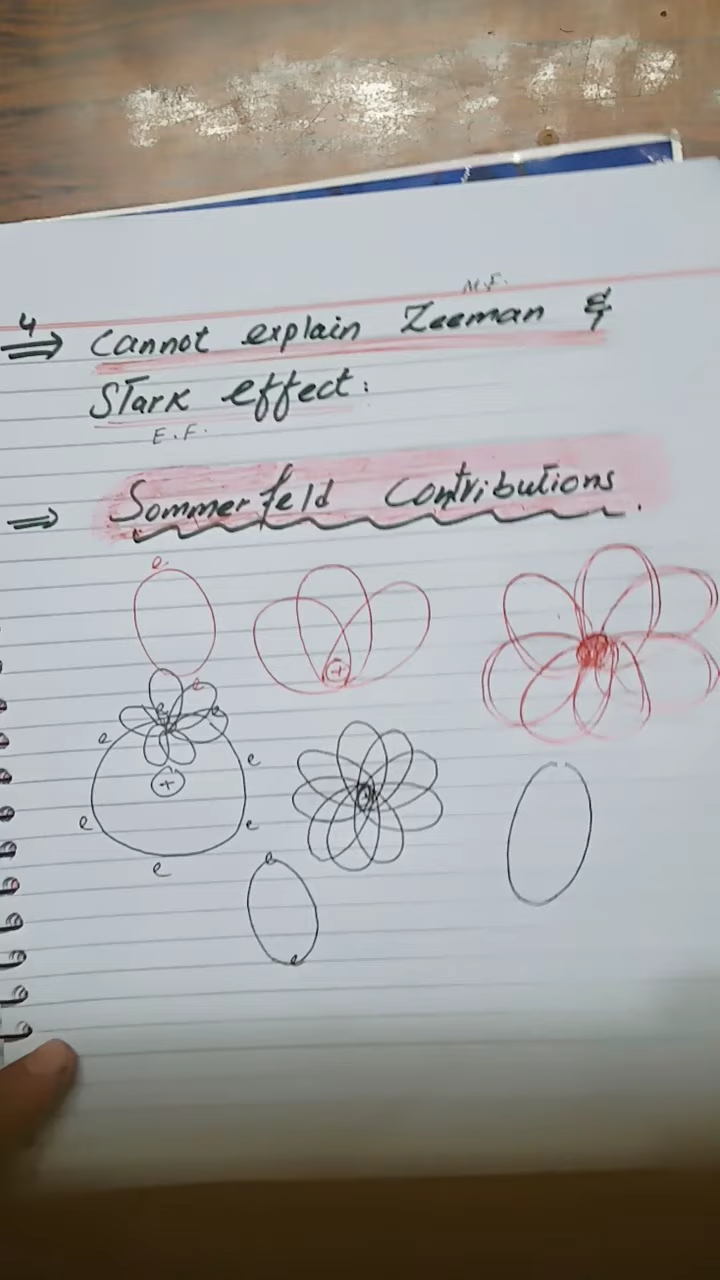 M.F.
4 ⇒ Cannot explain Zeeman &
Stark effect:
E.F.
⇒ Sommerfeld Contributions.
e
+
e
e e
e e
+
e e
e
e
e